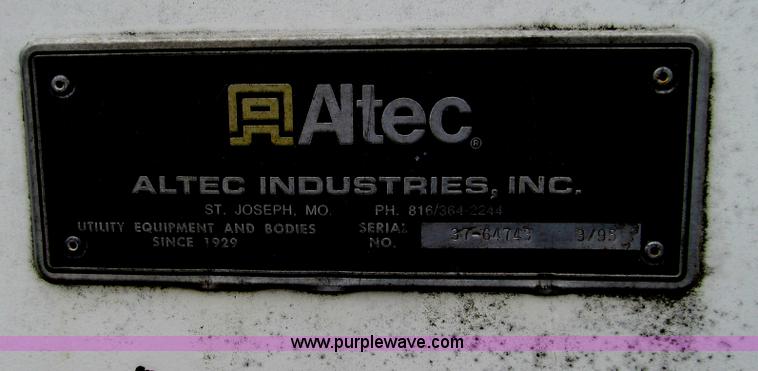 Altec®
ALTEC INDUSTRIES, INC.
ST. JOSEPH, MO. PH. 816/364-2244
UTILITY EQUIPMENT AND BODIES SERIAL
SINCE 1929 NO.
www.purplewave.com